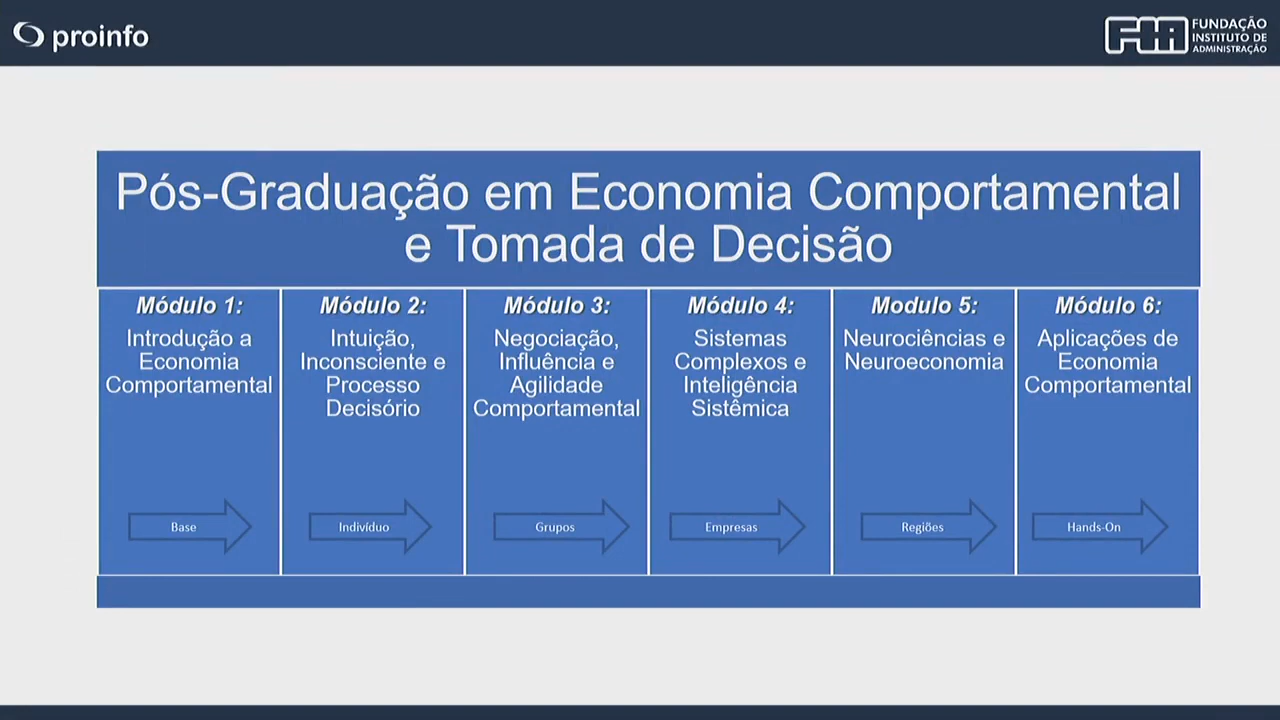 proinfo
FIA
FUNDAÇÃO
INSTITUTO DE
ADMINISTRAÇÃO
Pós-Graduação em Economia Comportamental
e Tomada de Decisão
Módulo 1:
Introdução a
Economia
Comportamental
Base
Módulo 2:
Intuição,
Inconsciente e
Processo
Decisório
Indivíduo
Módulo 3:
Negociação,
Influência e
Agilidade
Comportamental
Grupos
Módulo 4:
Sistemas
Complexos e
Inteligência
Sistêmica
Empresas
Modulo 5:
Neurociências e
Neuroeconomia
Regiões
Módulo 6:
Aplicações de
Economia
Comportamental
Hands-On